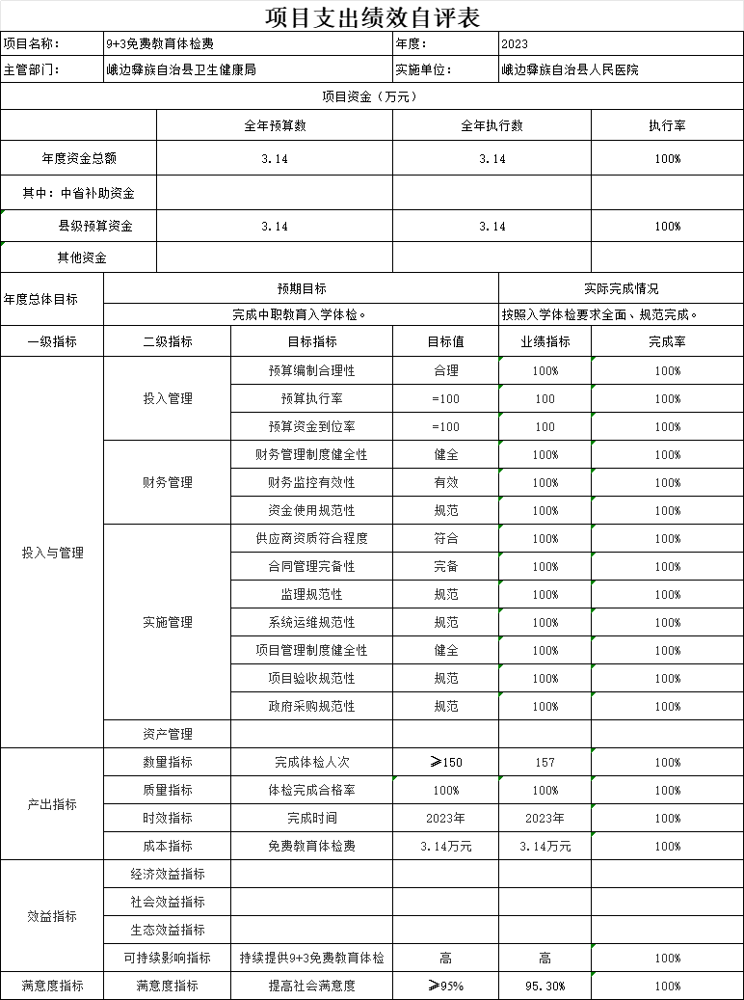 项目支出绩效自评表
项目名称： 9+3免费教育体检费 年度： 2023
主管部门： 峨边彝族自治县卫生健康局 实施单位： 峨边彝族自治县人民医院
项目资金（万元）
全年预算数 全年执行数 执行率
年度资金总额 3.14 3.14 100%
其中：中省补助资金
县级预算资金 3.14 3.14 100%
其他资金
年度总体目标 预期目标 实际完成情况
完成中职教育入学体检。 按照入学体检要求全面、规范完成。
一级指标 二级指标 目标指标 目标值 业绩指标 完成率
投入与管理 投入管理 预算编制合理性 合理 100% 100%
预算执行率 =100 100 100%
预算资金到位率 =100 100 100%
财务管理 财务管理制度健全性 健全 100% 100%
财务监控有效性 有效 100% 100%
资金使用规范性 规范 100% 100%
实施管理 供应商资质符合程度 符合 100% 100%
合同管理完备性 完备 100% 100%
监理规范性 规范 100% 100%
系统运维规范性 规范 100% 100%
项目管理制度健全性 健全 100% 100%
项目验收规范性 规范 100% 100%
政府采购规范性 规范 100% 100%
资产管理
产出指标 数量指标 完成体检人次 ≥150 157 100%
质量指标 体检完成合格率 100% 100% 100%
时效指标 完成时间 2023年 2023年 100%
成本指标 免费教育体检费 3.14万元 3.14万元 100%
效益指标 经济效益指标
社会效益指标
生态效益指标
可持续影响指标 持续提供9+3免费教育体检 高 高 100%
满意度指标 满意度指标 提高社会满意度 ≥95% 95.30% 100%